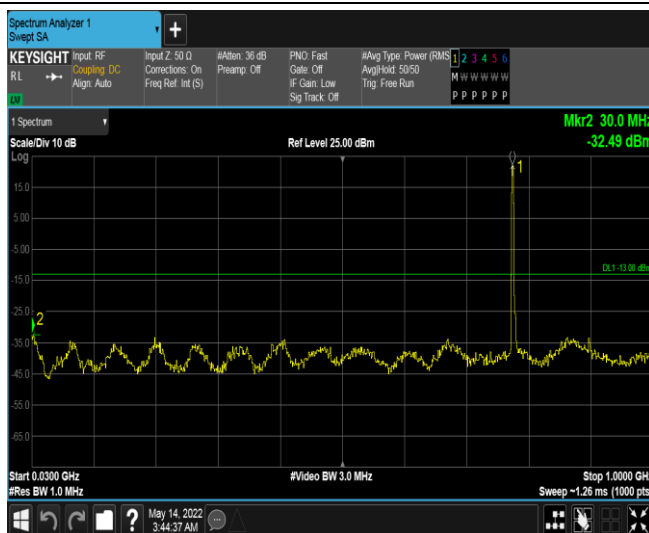 Spectrum Analyzer 1
Swept SA
KEYSIGHT
RL
Input: RF
Coupling: DC
Align: Auto
Input Z: 50 Ω
Corrections: On
Freq Ref: Int (S)
#Atten: 36 dB
Preamp: Off
PNO: Fast
Gate: Off
IF Gain: Low
Sig Track: Off
#Avg Type: Power (RMS
Avg|Hold: 50/50
Trig: Free Run
1 2 3 4 5 6
M W W W W W
P P P P P P
1 Spectrum
Mkr2 30.0 MHz
Scale/Div 10 dB
Ref Level 25.00 dBm
-32.49 dBm
Log
1
15.0
5.00
-5.00
DL1 -13.00 dBm
-15.0
-25.0
2
-35.0
-45.0
-55.0
-65.0
Start 0.0300 GHz
#Video BW 3.0 MHz
Stop 1.0000 GH
#Res BW 1.0 MHz
Sweep ~1.26 ms (1000 pts
?
May 14, 2022
3:44:37 AM